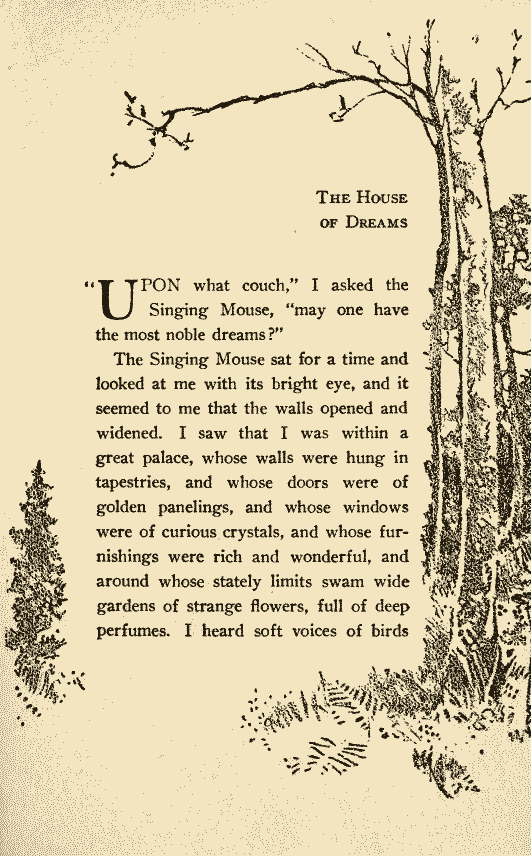 The House
of Dreams
“UPON what couch,” I asked the
Singing Mouse, “may one have
the most noble dreams?”
The Singing Mouse sat for a time and
looked at me with its bright eye, and it
seemed to me that the walls opened and
widened. I saw that I was within a
great palace, whose walls were hung in
tapestries, and whose doors were of
golden panelings, and whose windows
were of curious crystals, and whose fur-
nishings were rich and wonderful, and
around whose stately limits swam wide
gardens of strange flowers, full of deep
perfumes. I heard soft voices of birds